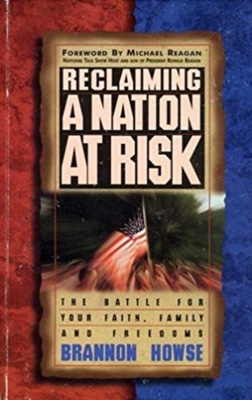 FOREWORD BY MICHAEL REAGAN
NATIONAL TALK SHOW HOST AND SON OF PRESIDENT RONALD REAGAN
RECLAIMING
A NATION
AT RISK
THE BATTLE FOR
YOUR FAITH, FAMILY
AND FREEDOMS
BRANNON HOWSE